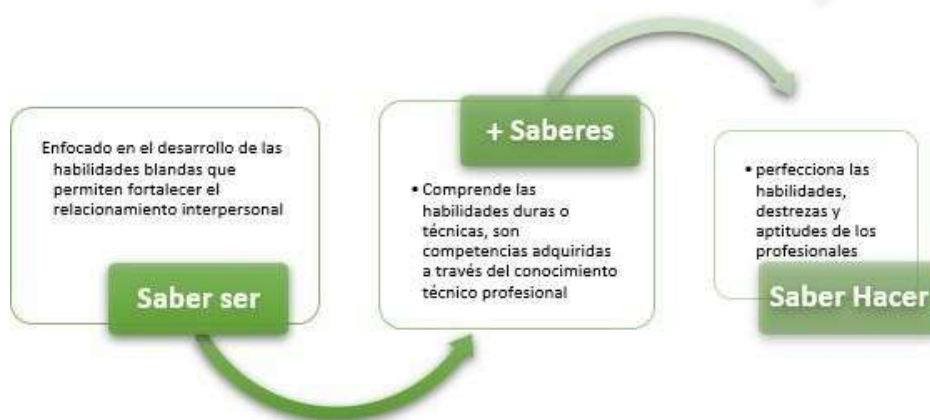 Enfocado en el desarrollo de las
habilidades blandas que
permiten fortalecer el
relacionamiento interpersonal
Saber ser
+ Saberes
• Comprende las
habilidades duras o
técnicas, son
competencias adquiridas
a través del conocimiento
técnico profesional
• perfecciona las
habilidades,
destrezas y
aptitudes de los
profesionales
Saber Hacer